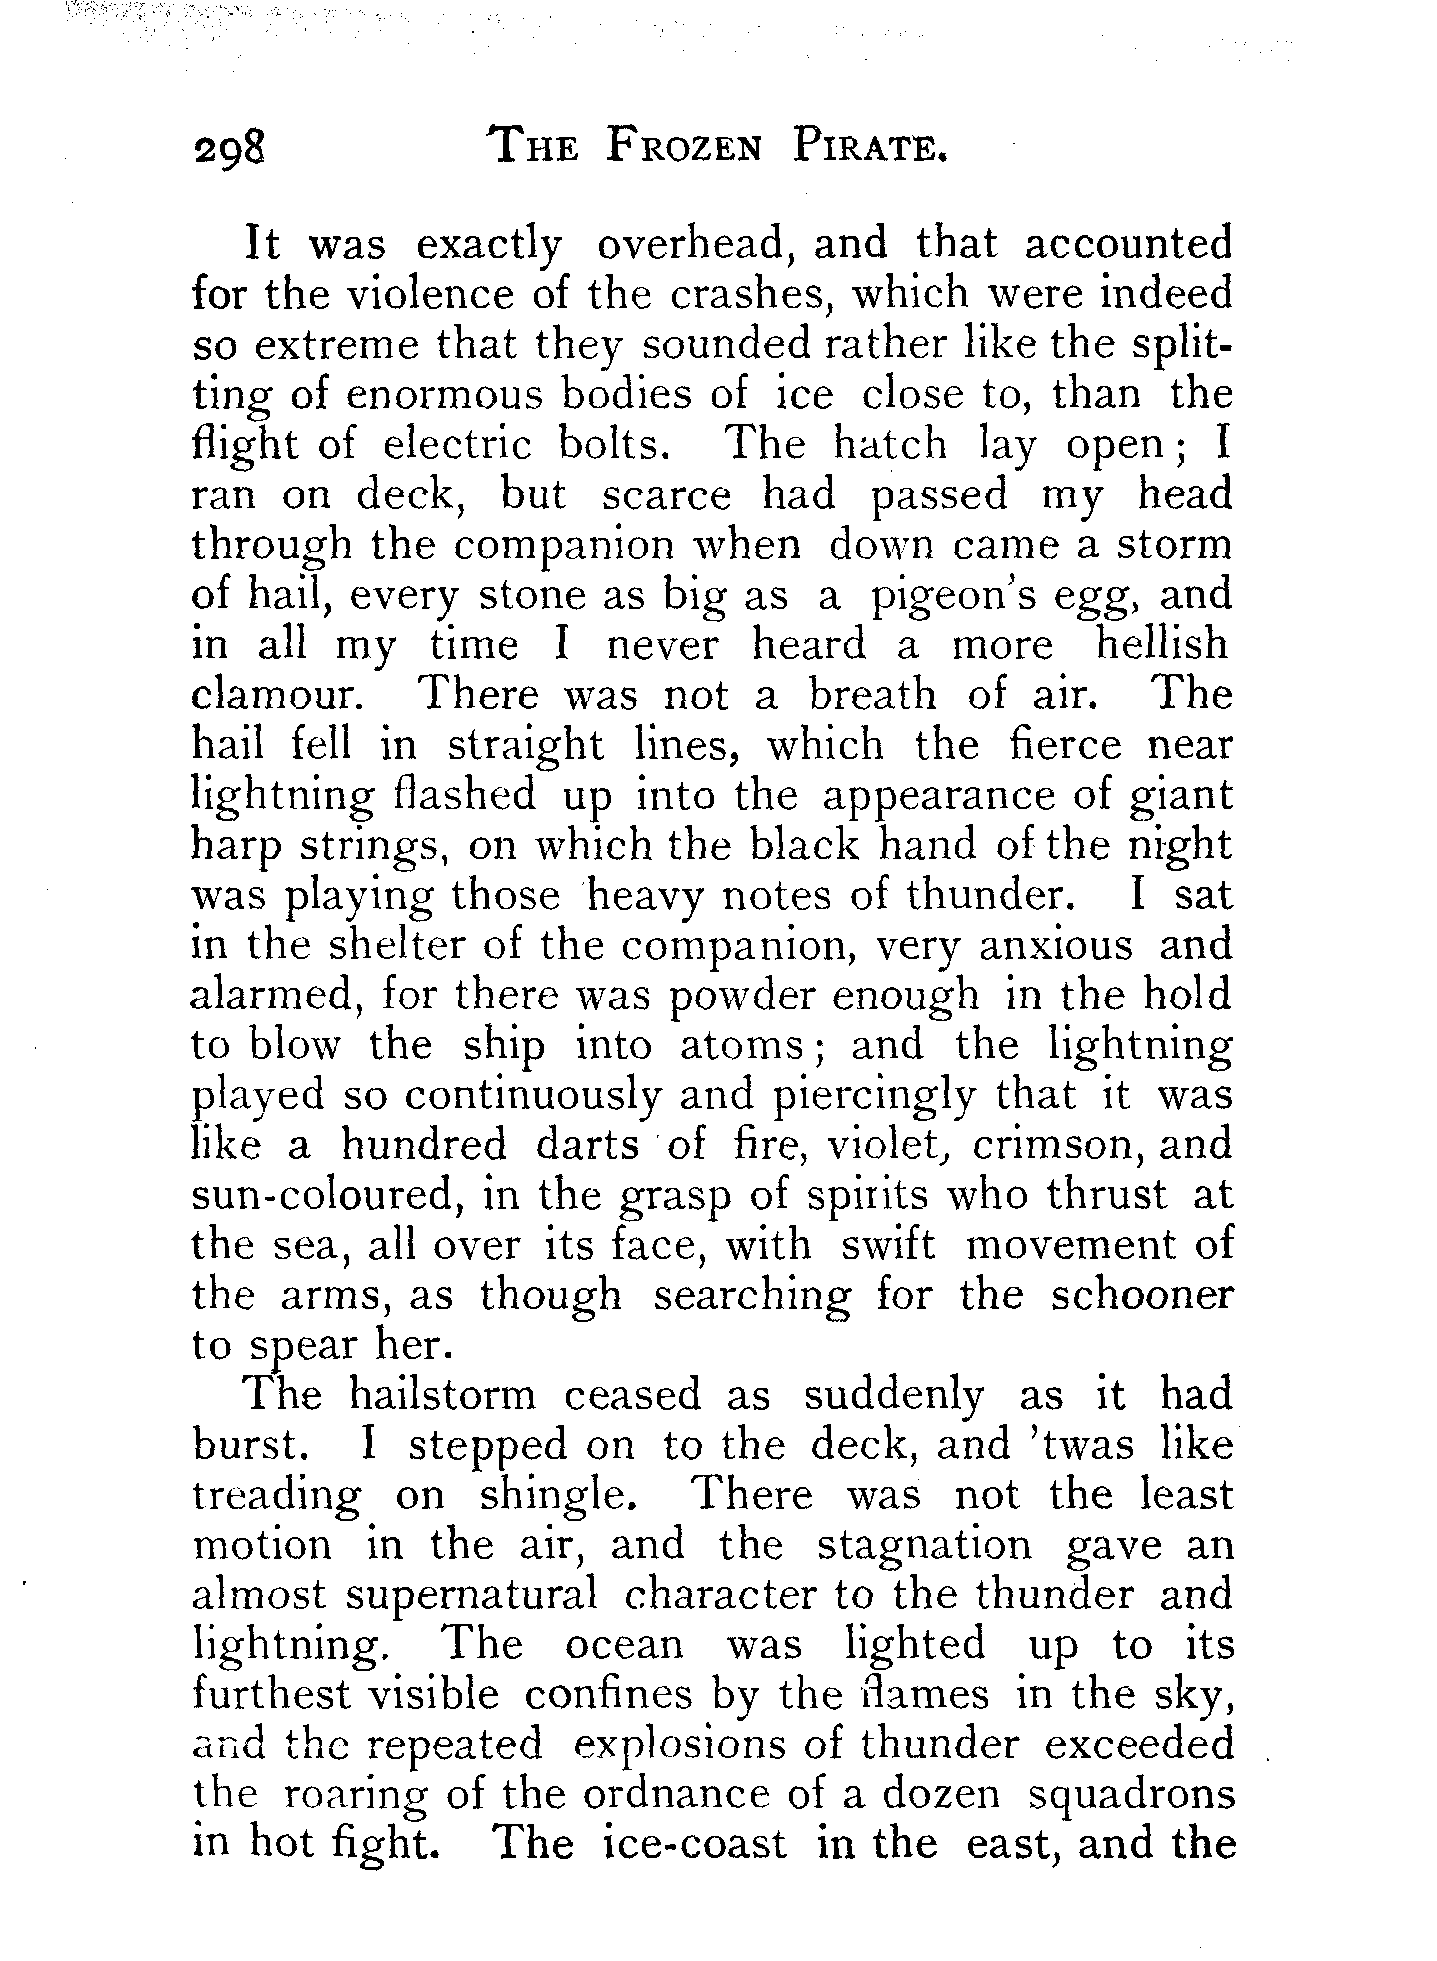 298 THE FROZEN PIRATE.
It was exactly overhead, and that accounted
for the violence of the crashes, which were indeed
so extreme that they sounded rather like the split-
ting of enormous bodies of ice close to, than the
flight of electric bolts. The hatch lay open; I
ran on deck, but scarce had passed my head
through the companion when down came a storm
of hail, every stone as big as a pigeon's egg, and
in all my time I never heard a more hellish
clamour. There was not a breath of air. The
hail fell in straight lines, which the fierce near
lightning flashed up into the appearance of giant
harp strings, on which the black hand of the night
was playing those heavy notes of thunder. I sat
in the shelter of the companion, very anxious and
alarmed, for there was powder enough in the hold
to blow the ship into atoms; and the lightning
played so continuously and piercingly that it was
like a hundred darts of fire, violet, crimson, and
sun-coloured, in the grasp of spirits who thrust at
the sea, all over its face, with swift movement of
the arms, as though searching for the schooner
to spear her.
The hailstorm ceased as suddenly as it had
burst. I stepped on to the deck, and 'twas like
treading on shingle. There was not the least
motion in the air, and the stagnation gave an
almost supernatural character to the thunder and
lightning. The ocean was lighted up to its
furthest visible confines by the flames in the sky,
and the repeated explosions of thunder exceeded
the roaring of the ordnance of a dozen squadrons
in hot fight. The ice-coast in the east, and the